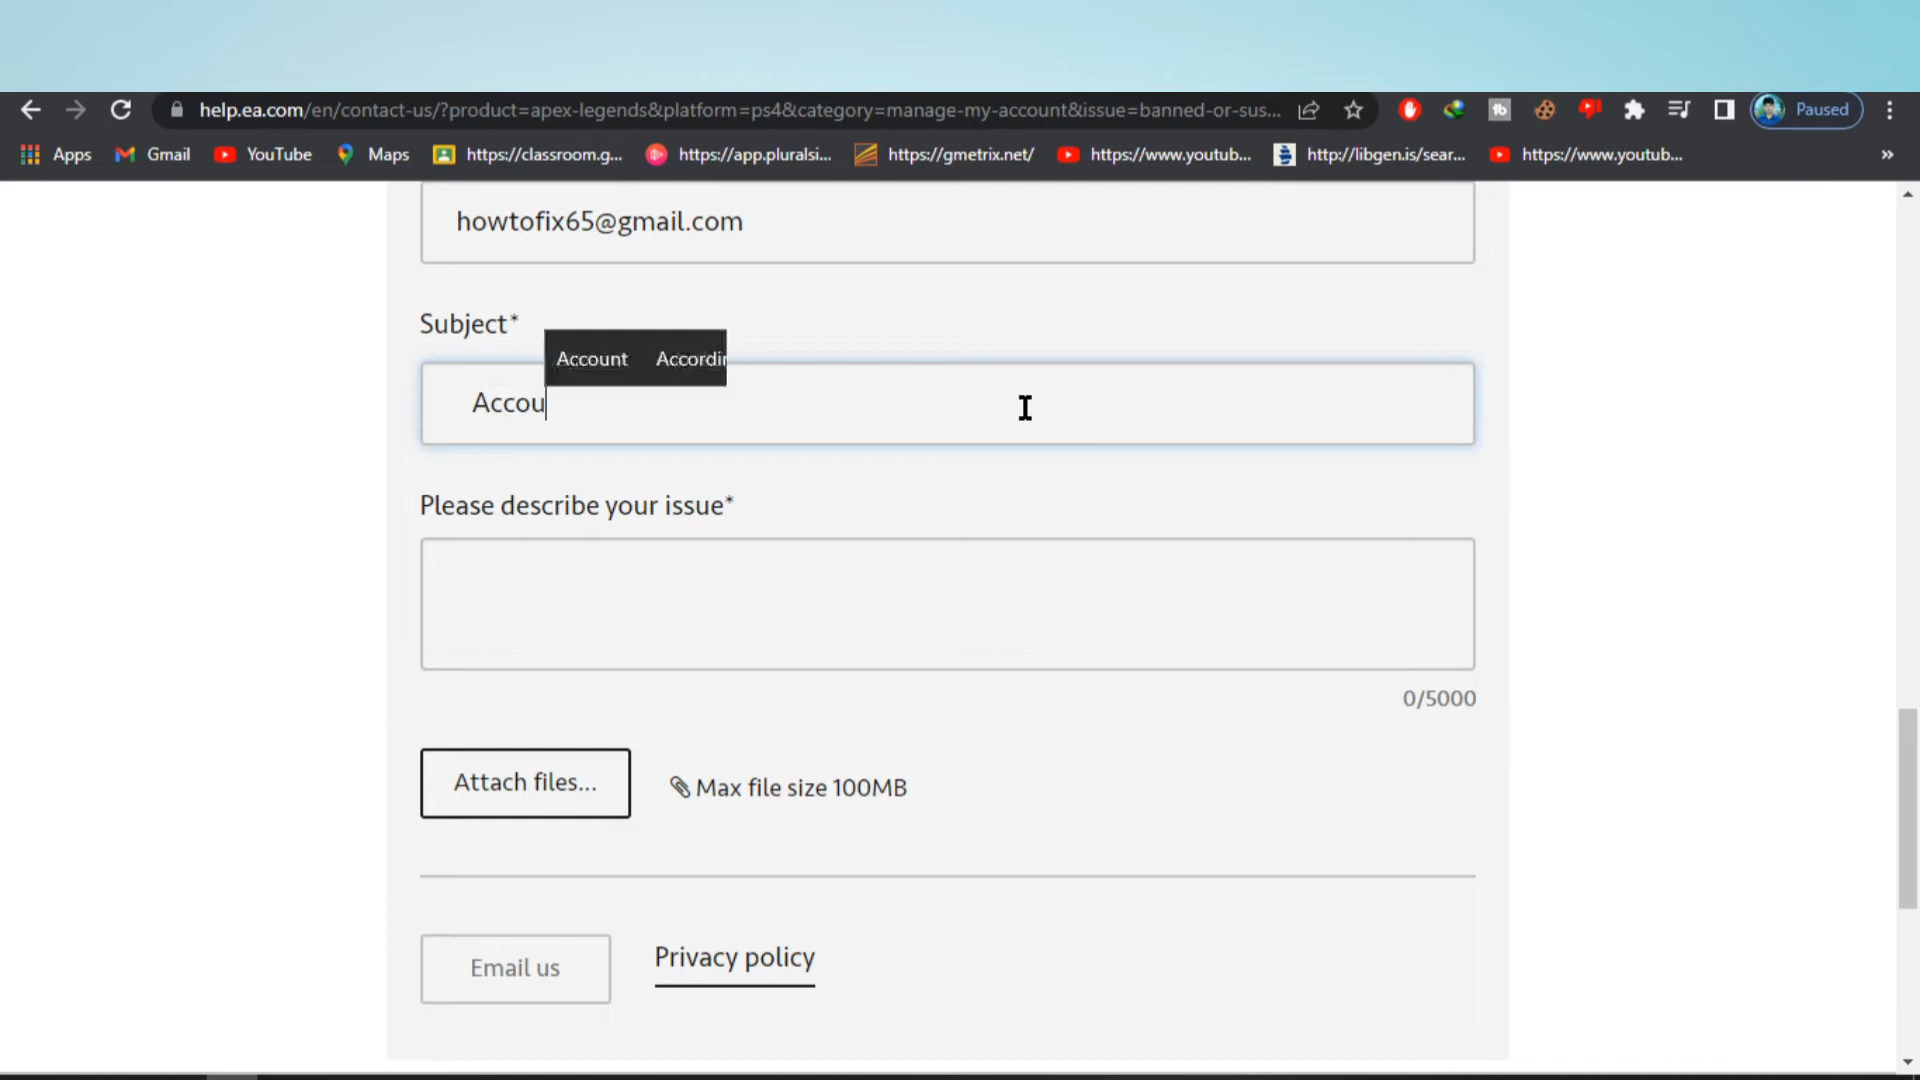 help.ea.com/en/contact-us/?product=apex-legends&platform=ps4&category=manage-my-account&issue=banned-or-sus... Paused
Apps Gmail YouTube Maps https://classroom.g... https://app.pluralsi... https://gmetrix.net/ https://www.youtub... http://libgen.is/sear... https://www.youtub... »
howtofix65@gmail.com
Subject*
Account Accordin
Accou
Please describe your issue*
0/5000
Attach files... Max file size 100MB
Email us Privacy policy